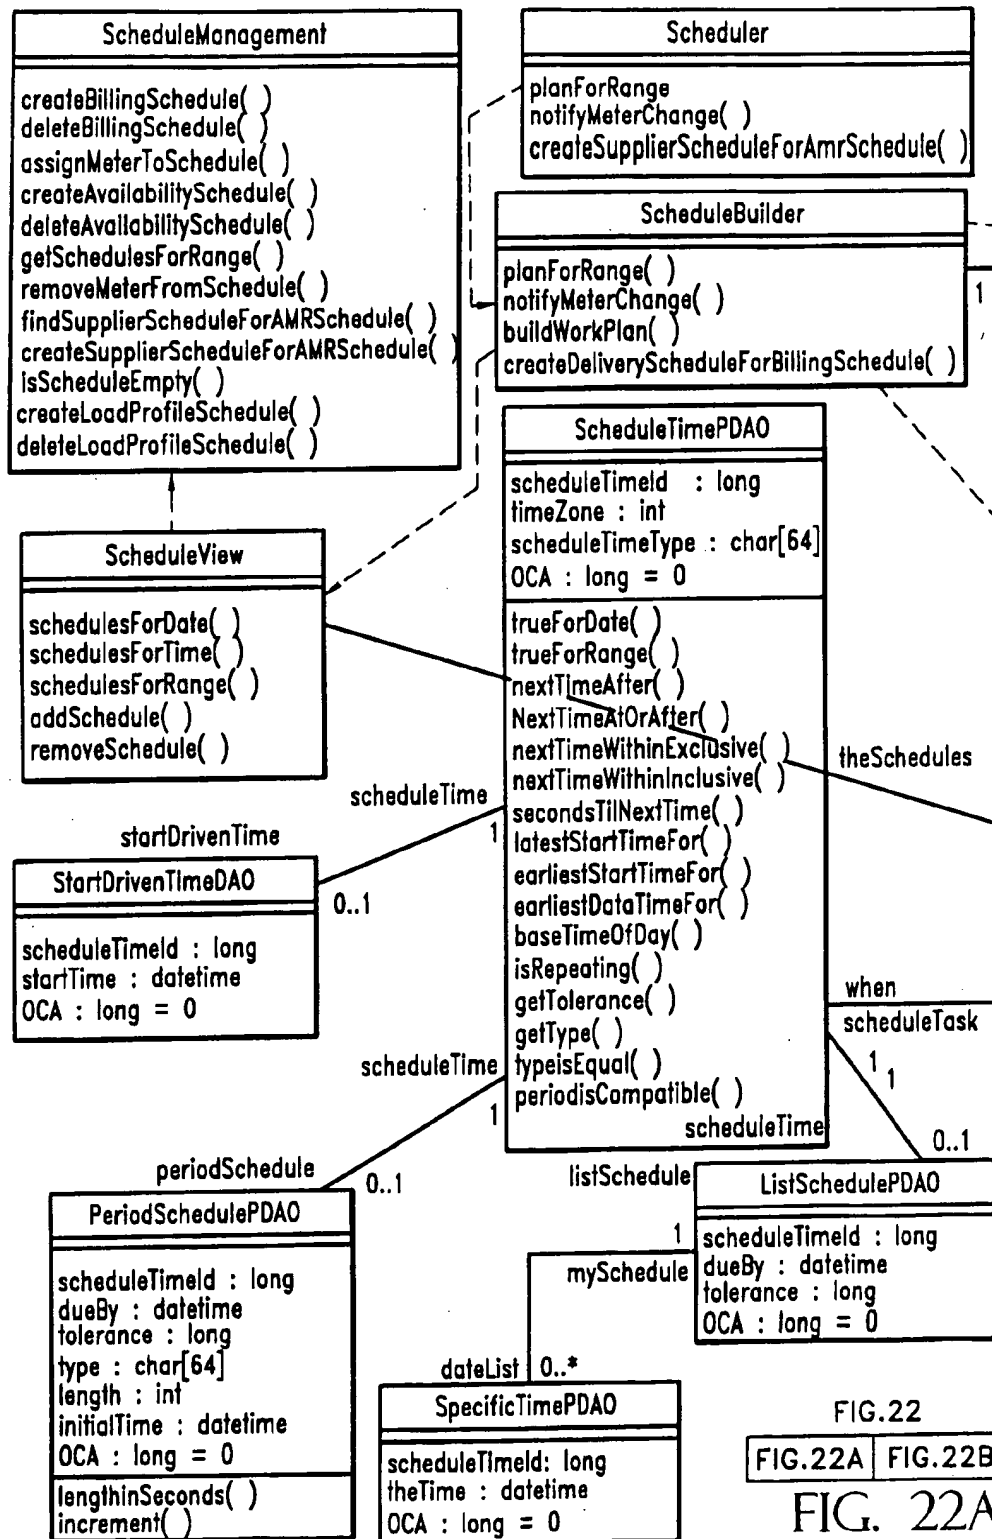 ScheduleManagement
createBillingSchedule( )
deleteBillingSchedule( )
assignMeterToSchedule( )
createAvailabilitySchedule( )
deleteAvailabilitySchedule( )
getSchedulesForRange( )
removeMeterFromSchedule( )
findSupplierScheduleForAMRSchedule( )
createSupplierScheduleForAMRSchedule( )
isScheduleEmpty( )
createLoadProfileSchedule( )
deleteLoadProfileSchedule( )
Scheduler
planForRange
notifyMeterChange( )
createSupplierScheduleForAmrSchedule( )
ScheduleBuilder
planForRange( )
notifyMeterChange( )
buildWorkPlan( )
createDeliveryScheduleForBillingSchedule( )
1
ScheduleView
schedulesForDate( )
schedulesForTime( )
schedulesForRange( )
addSchedule( )
removeSchedule( )
ScheduleTimePDAO
scheduleTimeId : long
timeZone : int
scheduleTimeType : char[64]
OCA : long = 0
trueForDate( )
trueForRange( )
nextTimeAfter( )
NextTimeAtOrAfter( )
nextTimeWithinExclusive( )
nextTimeWithinInclusive( )
secondsTilNextTime( )
latestStartTimeFor( )
earliestStartTimeFor( )
earliestDataTimeFor( )
baseTimeOfDay( )
isRepeating( )
getTolerance( )
getType( )
typeisEqual( )
periodisCompatible( )
scheduleTime
theSchedules
scheduleTime
1
startDrivenTime
0..1
StartDrivenTimeDAO
scheduleTimeId : long
startTime : datetime
OCA : long = 0
when
scheduleTask
1
1
0..1
scheduleTime
1
periodSchedule
0..1
PeriodSchedulePDAO
scheduleTimeId : long
dueBy : datetime
tolerance : long
type : char[64]
length : int
initialTime : datetime
OCA : long = 0
lengthinSeconds( )
increment( )
listSchedule
ListSchedulePDAO
scheduleTimeId : long
dueBy : datetime
tolerance : long
OCA : long = 0
1
mySchedule
dateList
0..*
SpecificTimePDAO
scheduleTimeId: long
theTime : datetime
OCA : long = 0
FIG.22
FIG.22A FIG.22B
FIG. 22A